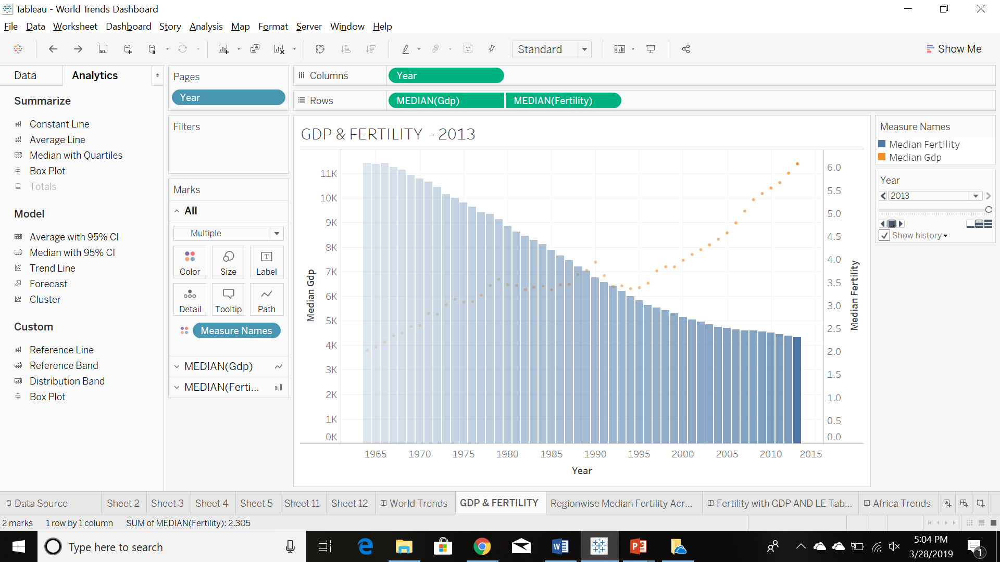 Tableau - World Trends Dashboard
File Data Worksheet Dashboard Story Analysis Map Format Server Window Help
Standard
Show Me
Data Analytics
Summarize
Constant Line
Average Line
Median with Quartiles
Box Plot
Totals
Model
Average with 95% CI
Median with 95% CI
Trend Line
Forecast
Cluster
Custom
Reference Line
Reference Band
Distribution Band
Box Plot
Pages
Year
Filters
Marks
All
Multiple
Color Size Label
Detail Tooltip Path
Measure Names
MEDIAN(Gdp)
MEDIAN(Ferti...
Columns Year
Rows MEDIAN(Gdp) MEDIAN(Fertility)
GDP & FERTILITY - 2013
Median Gdp
11K
10K
9K
8K
7K
6K
5K
4K
3K
2K
1K
0K
6.0
5.5
5.0
4.5
4.0
3.5
3.0
2.5
2.0
1.5
1.0
0.5
0.0
Median Fertility
1965 1970 1975 1980 1985 1990 1995 2000 2005 2010 2015
Year
Measure Names
Median Fertility
Median Gdp
Year
2013
Show history
Data Source Sheet 2 Sheet 3 Sheet 4 Sheet 5 Sheet 11 Sheet 12 World Trends GDP & FERTILITY Regionwise Median Fertility Acr... Fertility with GDP AND LE Tab... Africa Trends
2 marks 1 row by 1 column SUM of MEDIAN(Fertility): 2.305
Type here to search
5:04 PM
3/28/2019
1